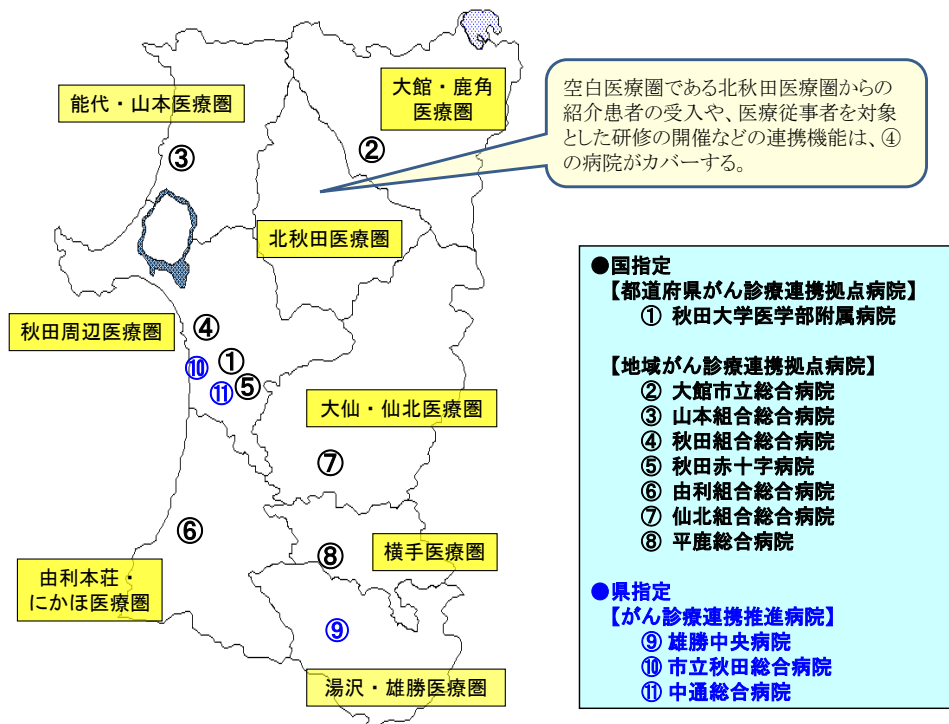 能代・山本医療圏
大館・鹿角
医療圏
空白医療圏である北秋田医療圏からの
紹介患者の受入や、医療従事者を対象
とした研修の開催などの連携機能は、④
の病院がカバーする。
③
②
北秋田医療圏
秋田周辺医療圏
④
①
⑩
⑤
⑪
大仙・仙北医療圏
⑦
⑥
⑧
横手医療圏
由利本荘・
にかほ医療圏
⑨
湯沢・雄勝医療圏
●国指定
【都道府県がん診療連携拠点病院】
① 秋田大学医学部附属病院
【地域がん診療連携拠点病院】
② 大館市立総合病院
③ 山本組合総合病院
④ 秋田組合総合病院
⑤ 秋田赤十字病院
⑥ 由利組合総合病院
⑦ 仙北組合総合病院
⑧ 平鹿総合病院
●県指定
【がん診療連携推進病院】
⑨ 雄勝中央病院
⑩ 市立秋田総合病院
⑪ 中通総合病院